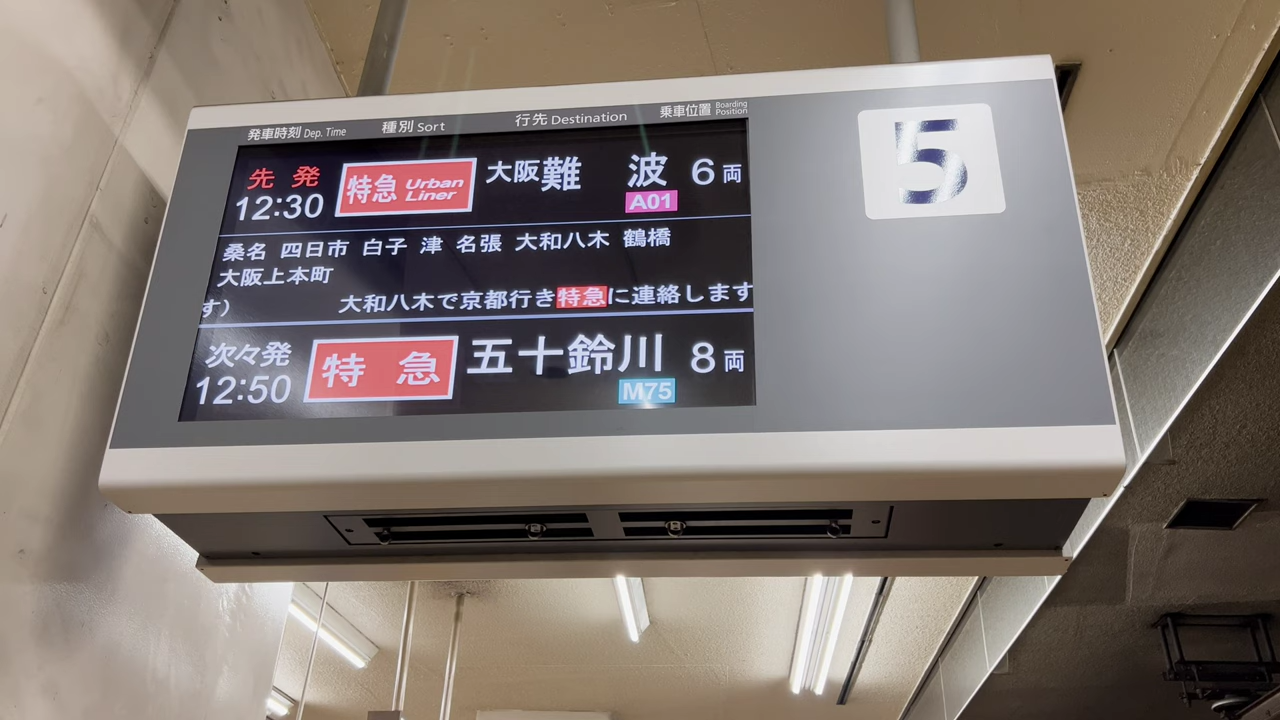 発車時刻 Dep. Time 種別 Sort 行先 Destination 乗車位置 Boarding Position
5
先発 特急 Urban Liner 大阪難波 6両
12:30 A01
桑名 四日市 白子 津 名張 大和八木 鶴橋
大阪上本町
す） 大和八木で京都行き特急に連絡します
次々発 特急 五十鈴川 8両
12:50 M75